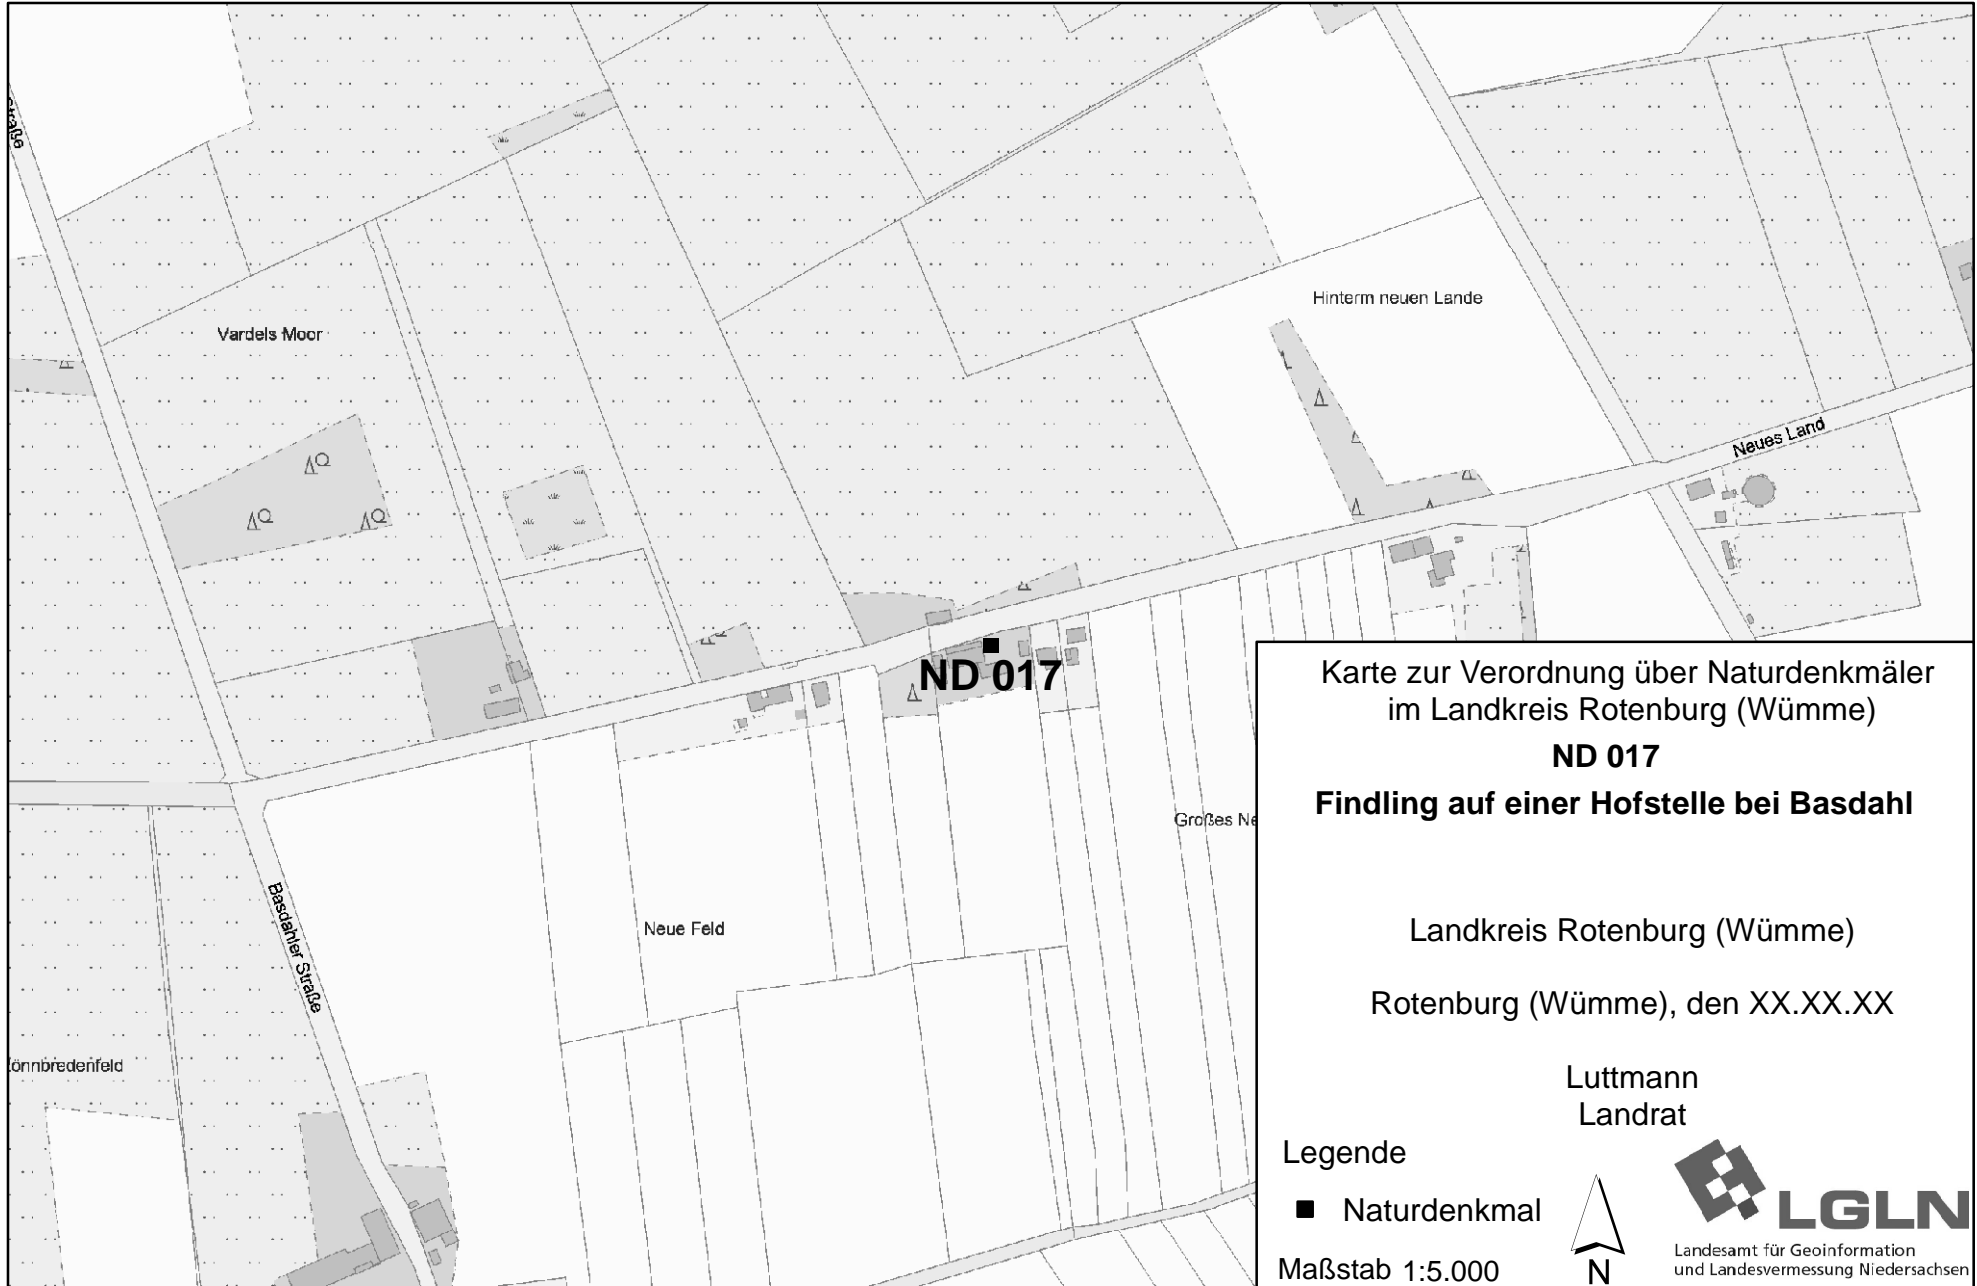 straße
Vardels Moor
Hinterm neuen Lande
Neues Land
Q
Q
Q
ND 017
Großes Ne
Neue Feld
Basdahler Straße
önnbredenfeld
Karte zur Verordnung über Naturdenkmäler
im Landkreis Rotenburg (Wümme)
ND 017
Findling auf einer Hofstelle bei Basdahl
Landkreis Rotenburg (Wümme)
Rotenburg (Wümme), den XX.XX.XX
Luttmann
Landrat
Legende
Naturdenkmal
Maßstab 1:5.000
N
LGLN
Landesamt für Geoinformation
und Landesvermessung Niedersachsen